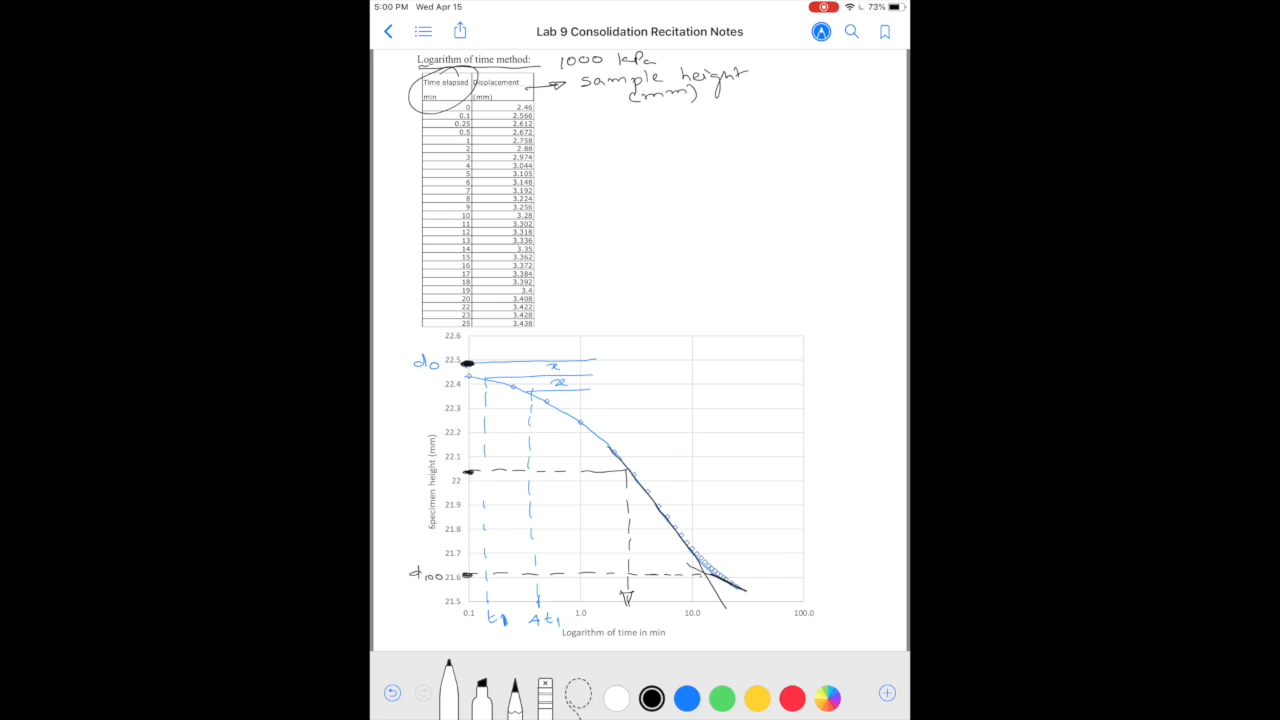 5:00 PM Wed Apr 15
73%
Lab 9 Consolidation Recitation Notes
Logarithm of time method:
1000 kPa
Time elapsed min Displacement (mm)
sample height
(mm)
0 2.46
0.1 2.566
0.25 2.612
0.5 2.672
1 2.758
2 2.88
3 2.974
4 3.044
5 3.105
6 3.148
7 3.192
8 3.224
9 3.256
10 3.28
11 3.302
12 3.318
13 3.336
14 3.35
15 3.362
16 3.372
17 3.384
18 3.392
19 3.4
20 3.408
22 3.422
23 3.428
25 3.438
22.6
22.5
d0
x
22.4
x
22.3
22.2
22.1
22
21.9
21.8
21.7
21.6
d100
21.5
Specimen height (mm)
0.1 1.0 10.0 100.0
t1 4t1
Logarithm of time in min